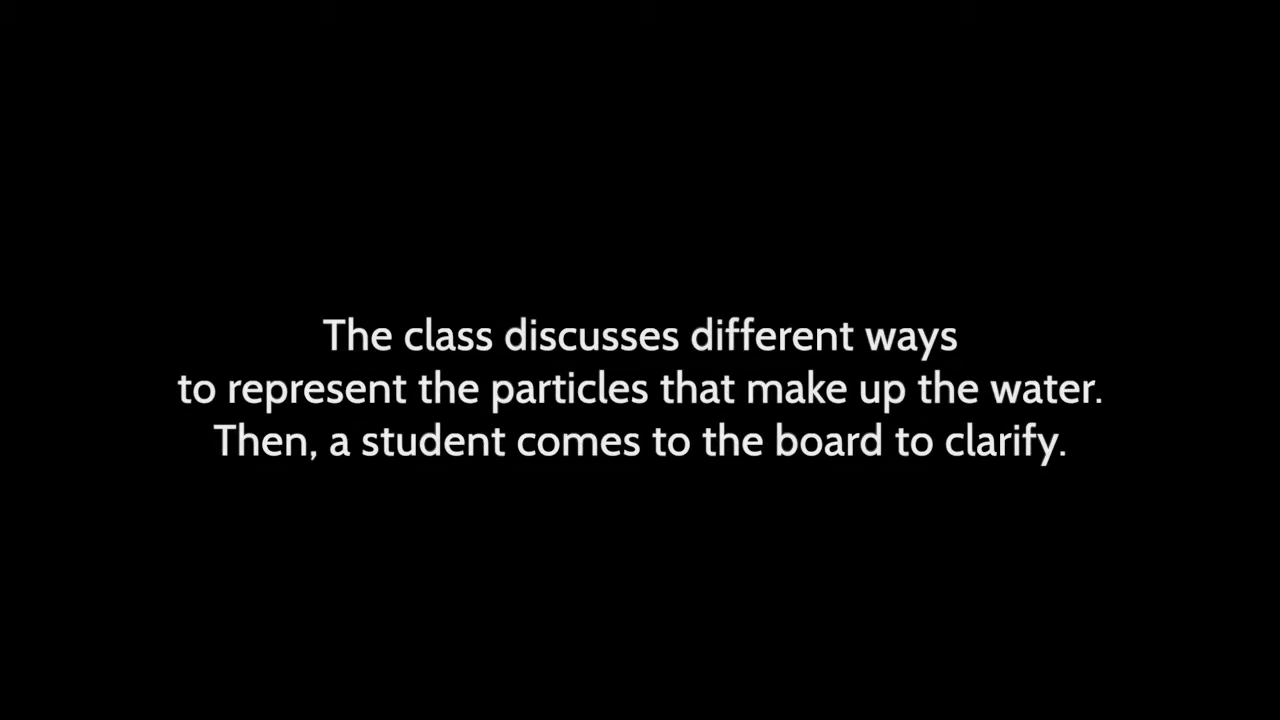 The class discusses different ways
to represent the particles that make up the water.
Then, a student comes to the board to clarify.